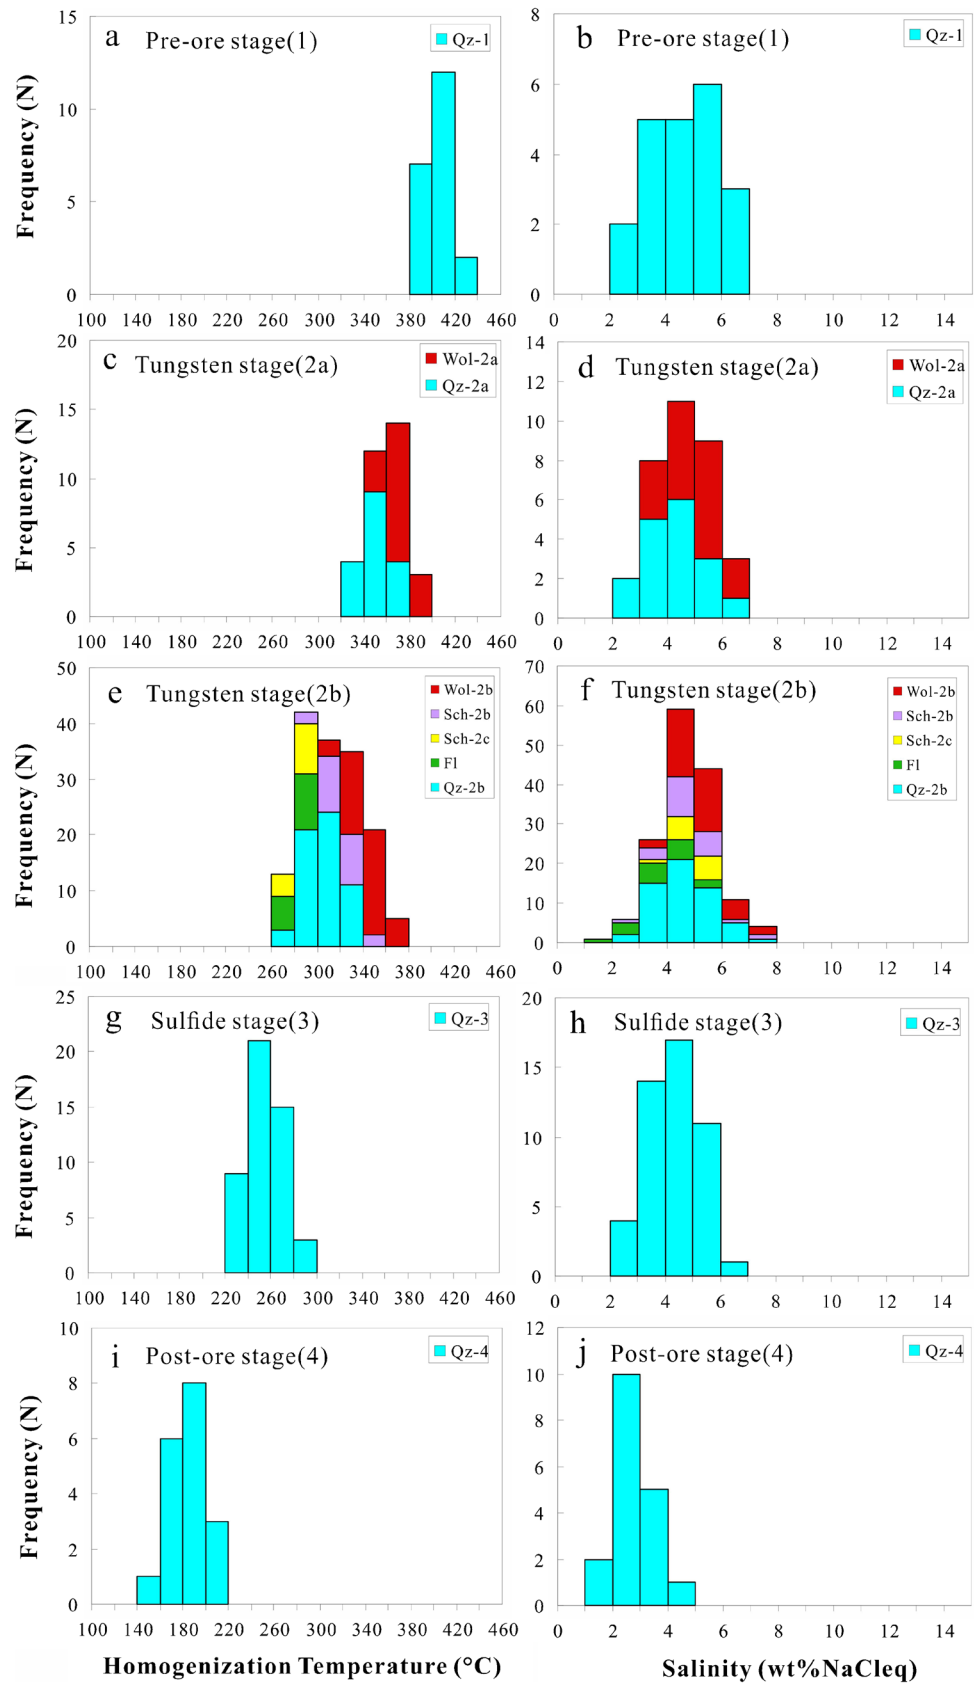 a Pre-ore stage(1)
Qz-1
Frequency (N)
15
10
5
0
100 140 180 220 260 300 340 380 420 460
b Pre-ore stage(1)
Qz-1
8
6
4
2
0
0 2 4 6 8 10 12 14
c Tungsten stage(2a)
Wol-2a
Qz-2a
Frequency (N)
20
15
10
5
0
100 140 180 220 260 300 340 380 420 460
d Tungsten stage(2a)
Wol-2a
Qz-2a
14
12
10
8
6
4
2
0
0 2 4 6 8 10 12 14
e Tungsten stage(2b)
Wol-2b
Sch-2b
Sch-2c
Fl
Qz-2b
Frequency (N)
50
40
30
20
10
0
100 140 180 220 260 300 340 380 420 460
f Tungsten stage(2b)
Wol-2b
Sch-2b
Sch-2c
Fl
Qz-2b
70
60
50
40
30
20
10
0
0 2 4 6 8 10 12 14
g Sulfide stage(3)
Qz-3
Frequency (N)
25
20
15
10
5
0
100 140 180 220 260 300 340 380 420 460
h Sulfide stage(3)
Qz-3
20
15
10
5
0
0 2 4 6 8 10 12 14
i Post-ore stage(4)
Qz-4
Frequency (N)
10
8
6
4
2
0
100 140 180 220 260 300 340 380 420 460
Homogenization Temperature (°C)
j Post-ore stage(4)
Qz-4
12
10
8
6
4
2
0
0 2 4 6 8 10 12 14
Salinity (wt%NaCleq)